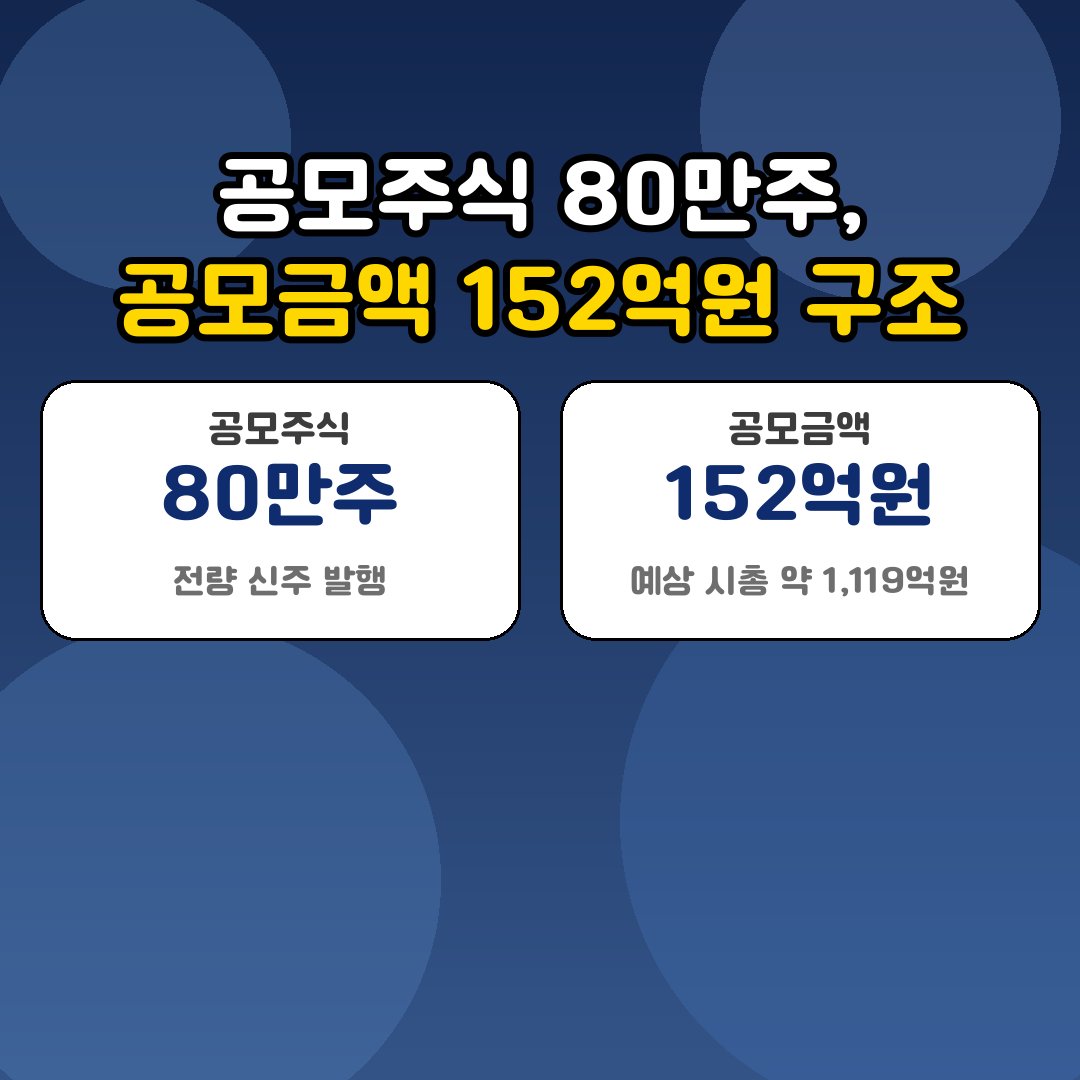 공모주식 80만주,
공모금액 152억원 구조
공모주식
80만주
전량 신주 발행
공모금액
152억원
예상 시총 약 1,119억원